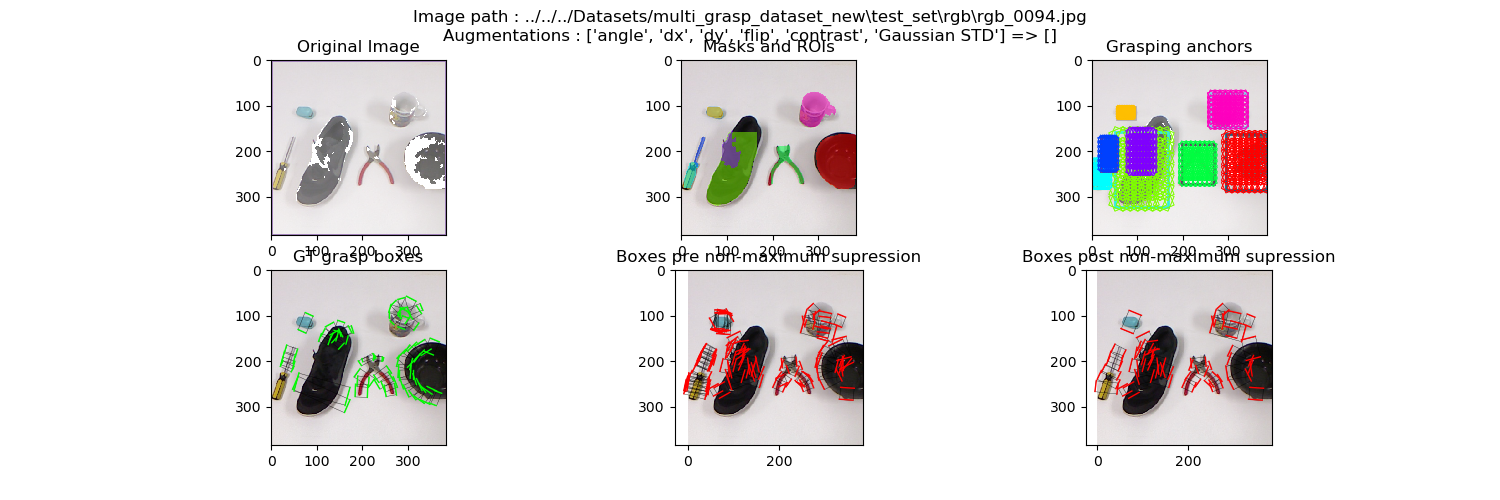 Image path : ../../../Datasets/multi_grasp_dataset_new\test_set\rgb\rgb_0094.jpg
Augmentations : ['angle', 'dx', 'dy', 'flip', 'contrast', 'Gaussian STD'] => []
Original Image
Masks and ROIs
Grasping anchors
0
100
200
300
0 100 200 300
0
100
200
300
0 100 200 300
0
100
200
300
0 100 200 300
GT grasp boxes
Boxes pre non-maximum supression
Boxes post non-maximum supression
0
100
200
300
0 100 200 300
0
100
200
300
0 200
0
100
200
300
0 200